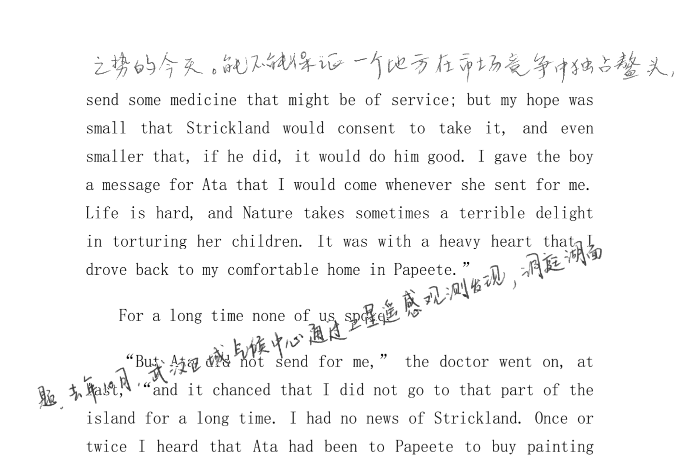 之势的今天。能不能保证一个地方在市场竞争中独占鳌头,
send some medicine that might be of service; but my hope was
small that Strickland would consent to take it, and even
smaller that, if he did, it would do him good. I gave the boy
a message for Ata that I would come whenever she sent for me.
Life is hard, and Nature takes sometimes a terrible delight
in torturing her children. It was with a heavy heart that I
drove back to my comfortable home in Papeete.”
For a long time none of us spoke.
题。去年10月,武汉区域气候中心通过卫星遥感观测发现,洞庭湖面
“But Ata did not send for me,” the doctor went on, at
last, “and it chanced that I did not go to that part of the
island for a long time. I had no news of Strickland. Once or
twice I heard that Ata had been to Papeete to buy painting